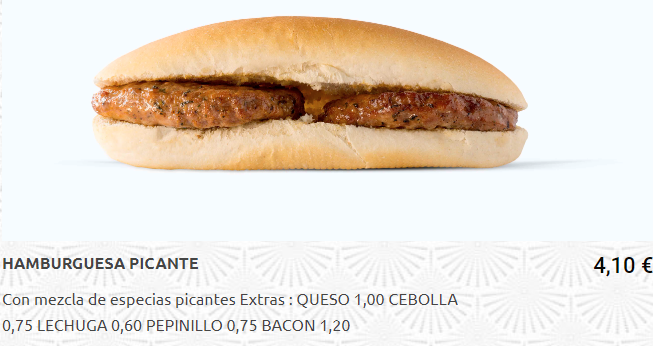 HAMBURGUESA PICANTE 4,10 €
Con mezcla de especias picantes Extras : QUESO 1,00 CEBOLLA
0,75 LECHUGA 0,60 PEPINILLO 0,75 BACON 1,20